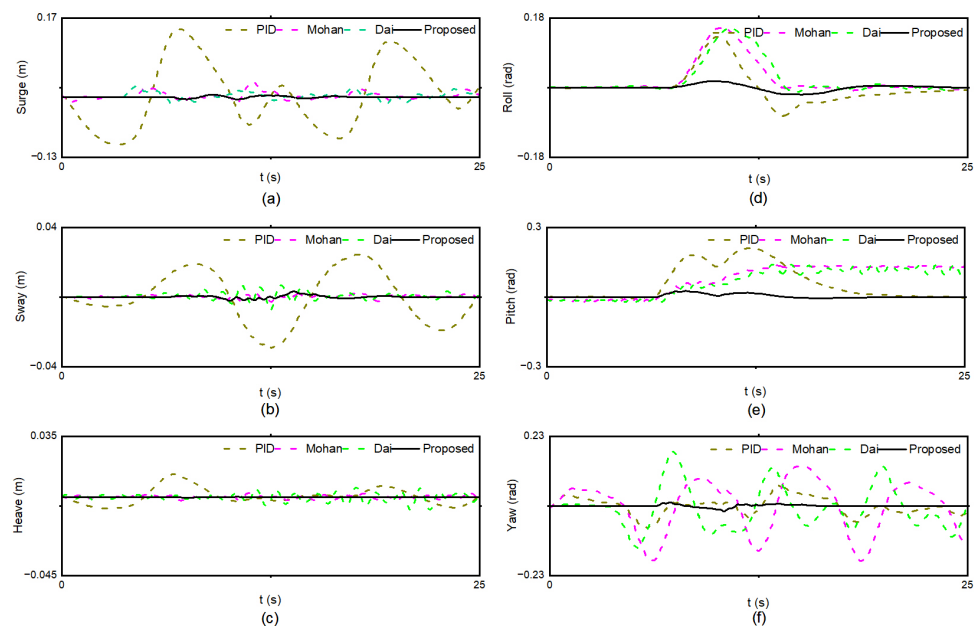 0.17
PID Mohan Dai Proposed
Surge (m)
−0.13
0 25
t (s)
(a)
0.18
PID Mohan Dai Proposed
Roll (rad)
−0.18
0 25
t (s)
(d)
0.04
PID Mohan Dai Proposed
Sway (m)
−0.04
0 25
t (s)
(b)
0.3
PID Mohan Dai Proposed
Pitch (rad)
−0.3
0 25
t (s)
(e)
0.035
PID Mohan Dai Proposed
Heave (m)
−0.045
0 25
t (s)
(c)
0.23
PID Mohan Dai Proposed
Yaw (rad)
−0.23
0 25
t (s)
(f)